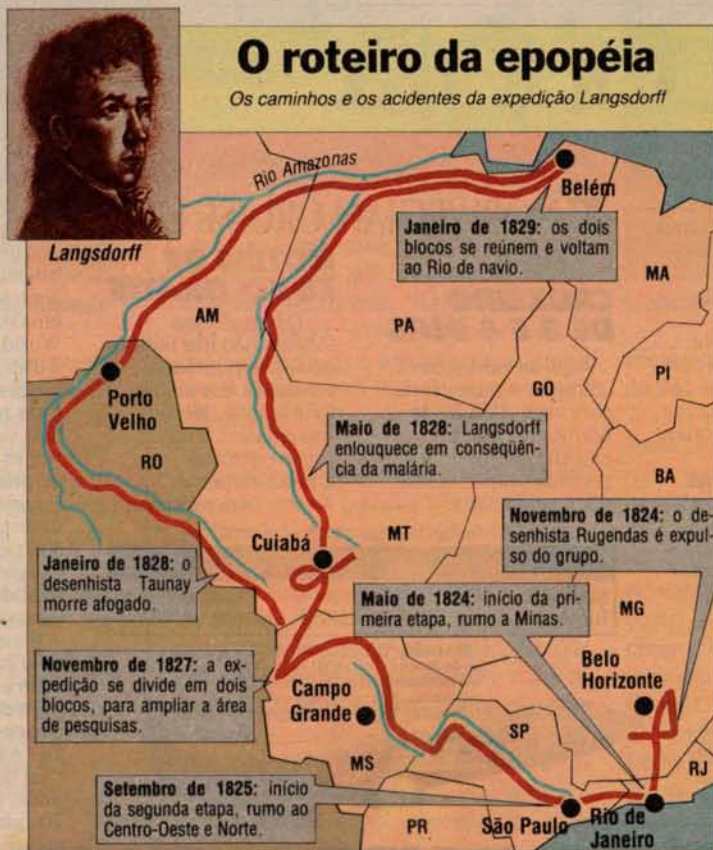 O roteiro da epopéia
Os caminhos e os acidentes da expedição Langsdorff
Langsdorff
Rio Amazonas
Belém
Janeiro de 1829: os dois
blocos se reúnem e voltam
ao Rio de navio.
MA
AM
PA
PI
GO
Porto
Velho
RO
Maio de 1828: Langsdorff
enlouquece em conseqüên-
cia da malária.
BA
Novembro de 1824: o de-
senhista Rugendas é expul-
so do grupo.
Cuiabá
MT
Janeiro de 1828: o
desenhista Taunay
morre afogado.
Maio de 1824: início da pri-
meira etapa, rumo a Minas.
MG
Novembro de 1827: a ex-
pedição se divide em dois
blocos, para ampliar a área
de pesquisas.
Belo
Horizonte
Campo
Grande
SP
MS
RJ
Setembro de 1825: início
da segunda etapa, rumo ao
Centro-Oeste e Norte.
PR
São Paulo
Rio de
Janeiro